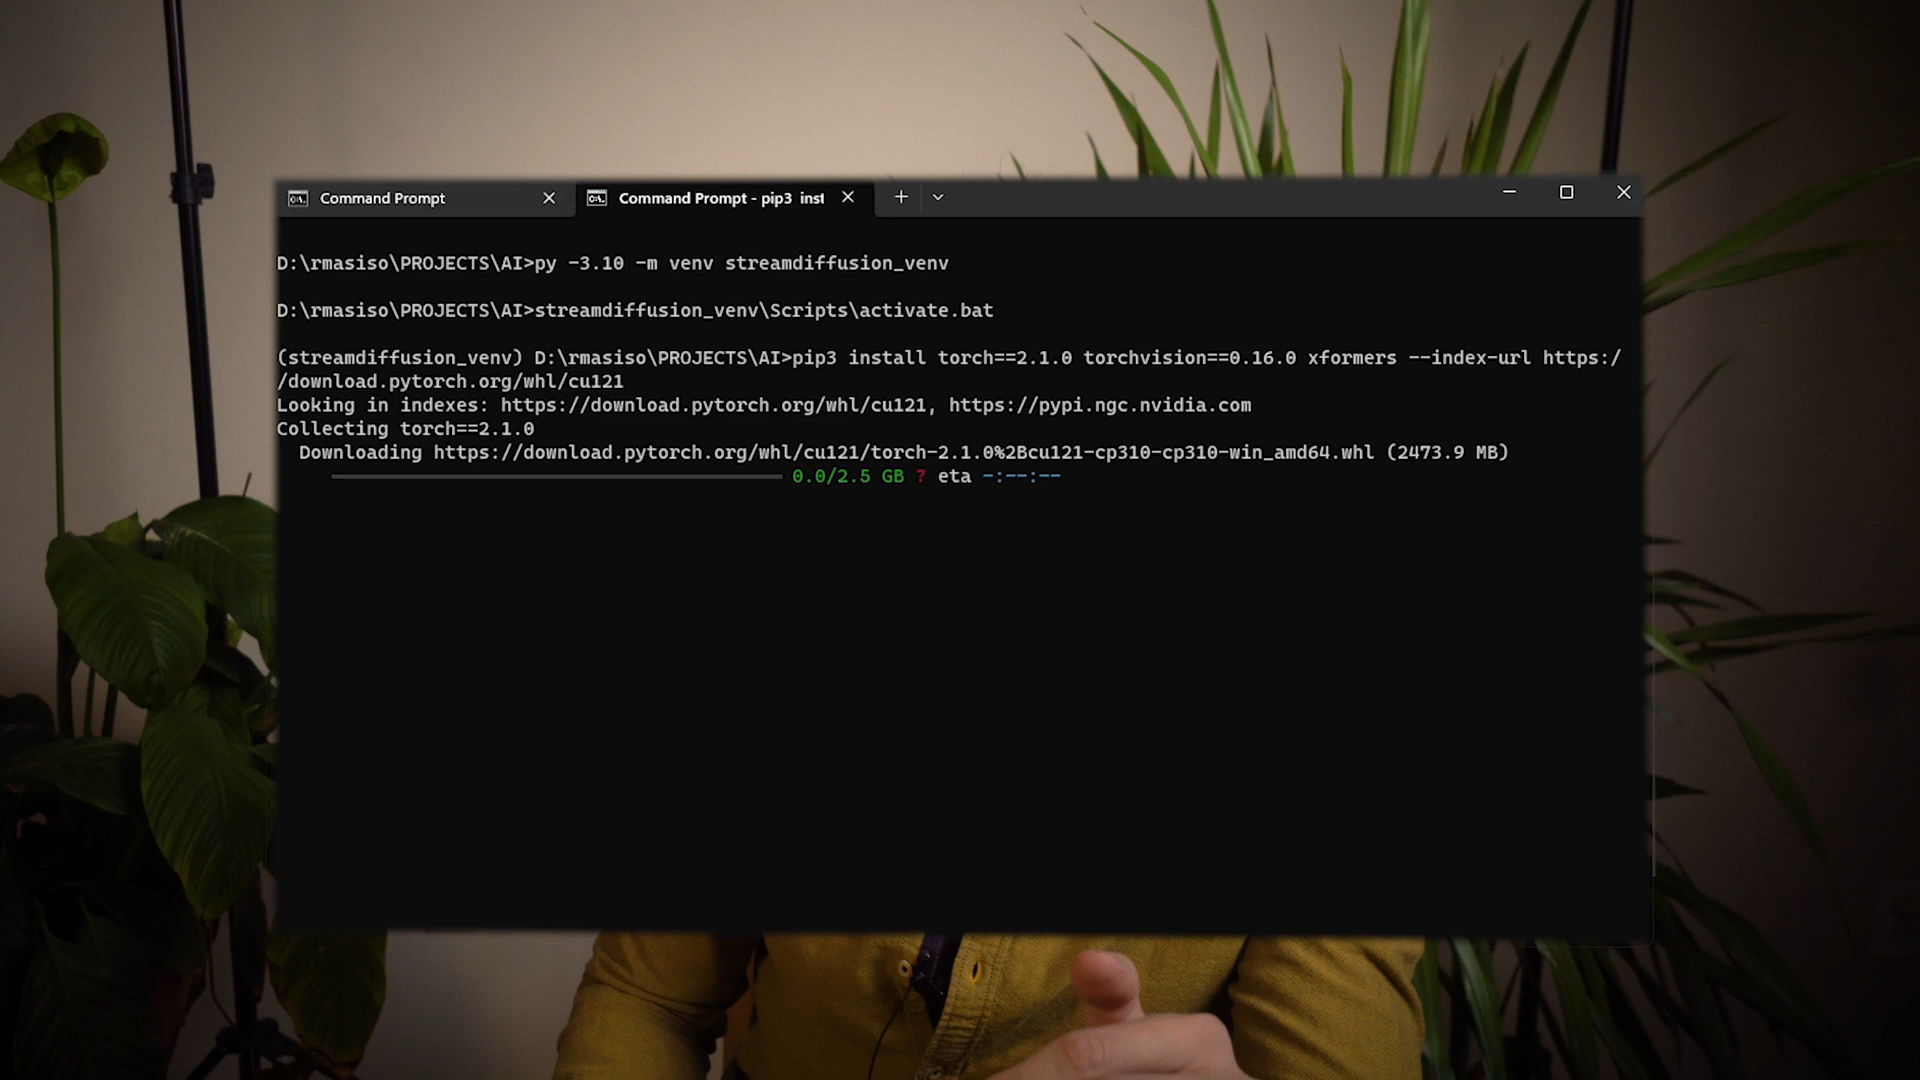 Command Prompt
Command Prompt - pip3 inst
D:\rmasiso\PROJECTS\AI>py -3.10 -m venv streamdiffusion_venv
D:\rmasiso\PROJECTS\AI>streamdiffusion_venv\Scripts\activate.bat
(streamdiffusion_venv) D:\rmasiso\PROJECTS\AI>pip3 install torch==2.1.0 torchvision==0.16.0 xformers --index-url https:/
/download.pytorch.org/whl/cu121
Looking in indexes: https://download.pytorch.org/whl/cu121, https://pypi.ngc.nvidia.com
Collecting torch==2.1.0
Downloading https://download.pytorch.org/whl/cu121/torch-2.1.0%2Bcu121-cp310-cp310-win_amd64.whl (2473.9 MB)
0.0/2.5 GB ? eta -:--:--